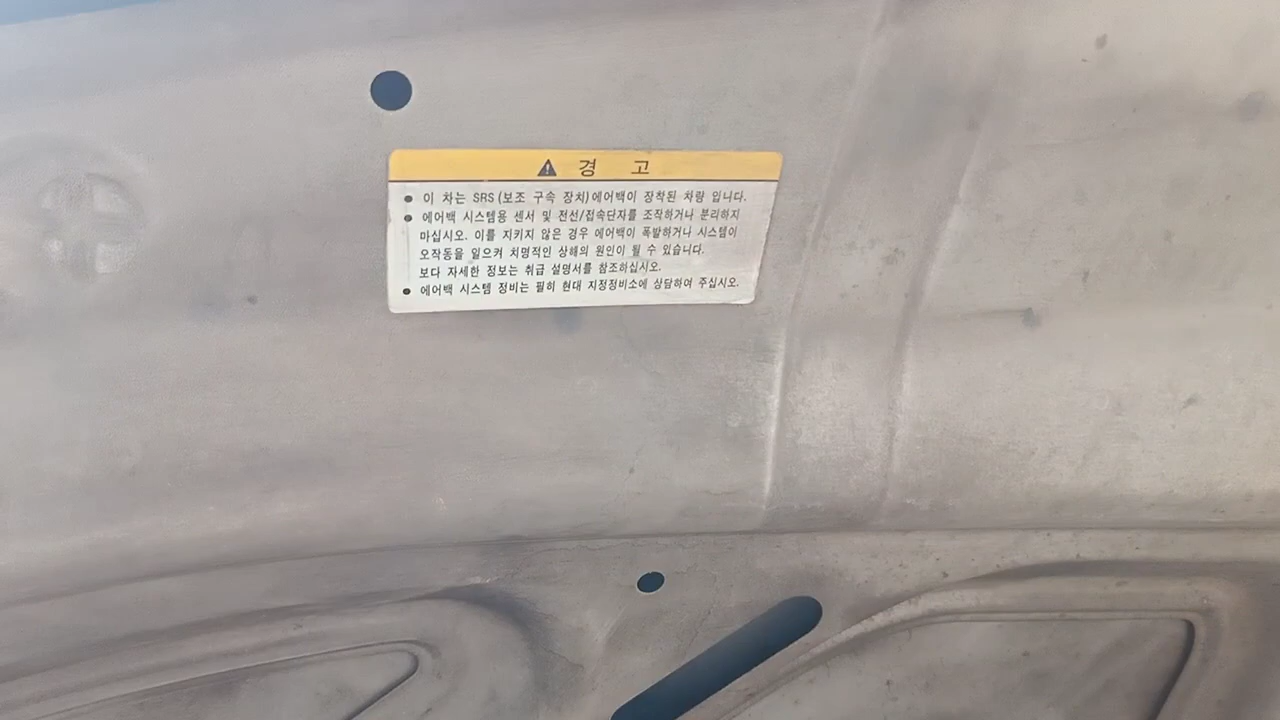 경 고
● 이 차는 SRS (보조 구속 장치)에어백이 장착된 차량 입니다.
● 에어백 시스템용 센서 및 전선/접속단자를 조작하거나 분리하지
마십시오. 이를 지키지 않은 경우 에어백이 폭발하거나 시스템이
오작동을 일으켜 치명적인 상해의 원인이 될 수 있습니다.
보다 자세한 정보는 취급 설명서를 참조하십시오.
● 에어백 시스템 정비는 필히 현대 지정정비소에 상담하여 주십시오.